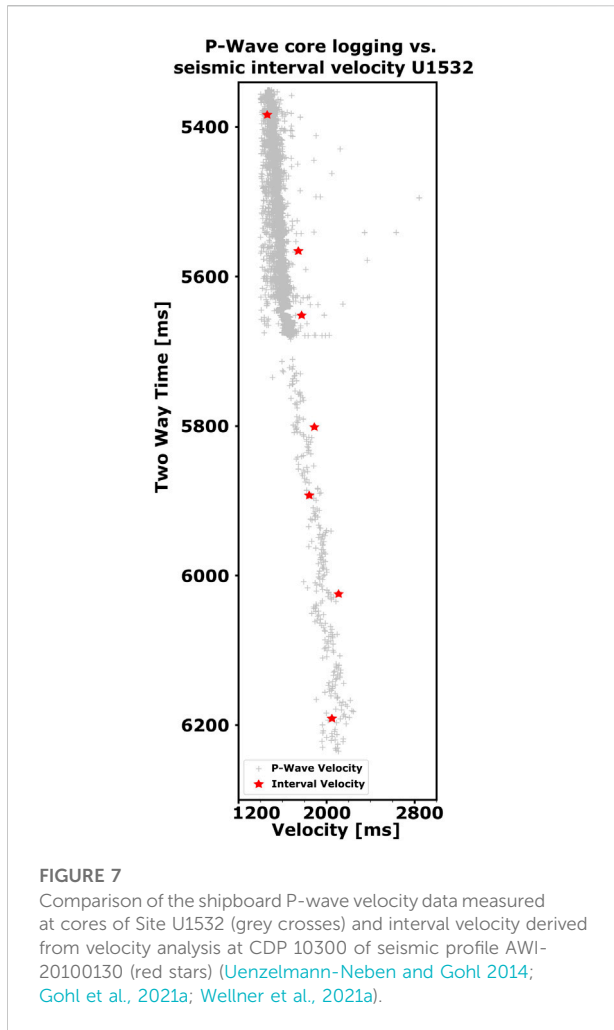 P-Wave core logging vs.
seismic interval velocity U1532
5400
5600
5800
6000
6200
Two Way Time [ms]
P-Wave Velocity
Interval Velocity
1200 2000 2800
Velocity [ms]
FIGURE 7
Comparison of the shipboard P-wave velocity data measured
at cores of Site U1532 (grey crosses) and interval velocity derived
from velocity analysis at CDP 10300 of seismic profile AWI-
20100130 (red stars) (Uenzelmann-Neben and Gohl 2014;
Gohl et al., 2021a; Wellner et al., 2021a).